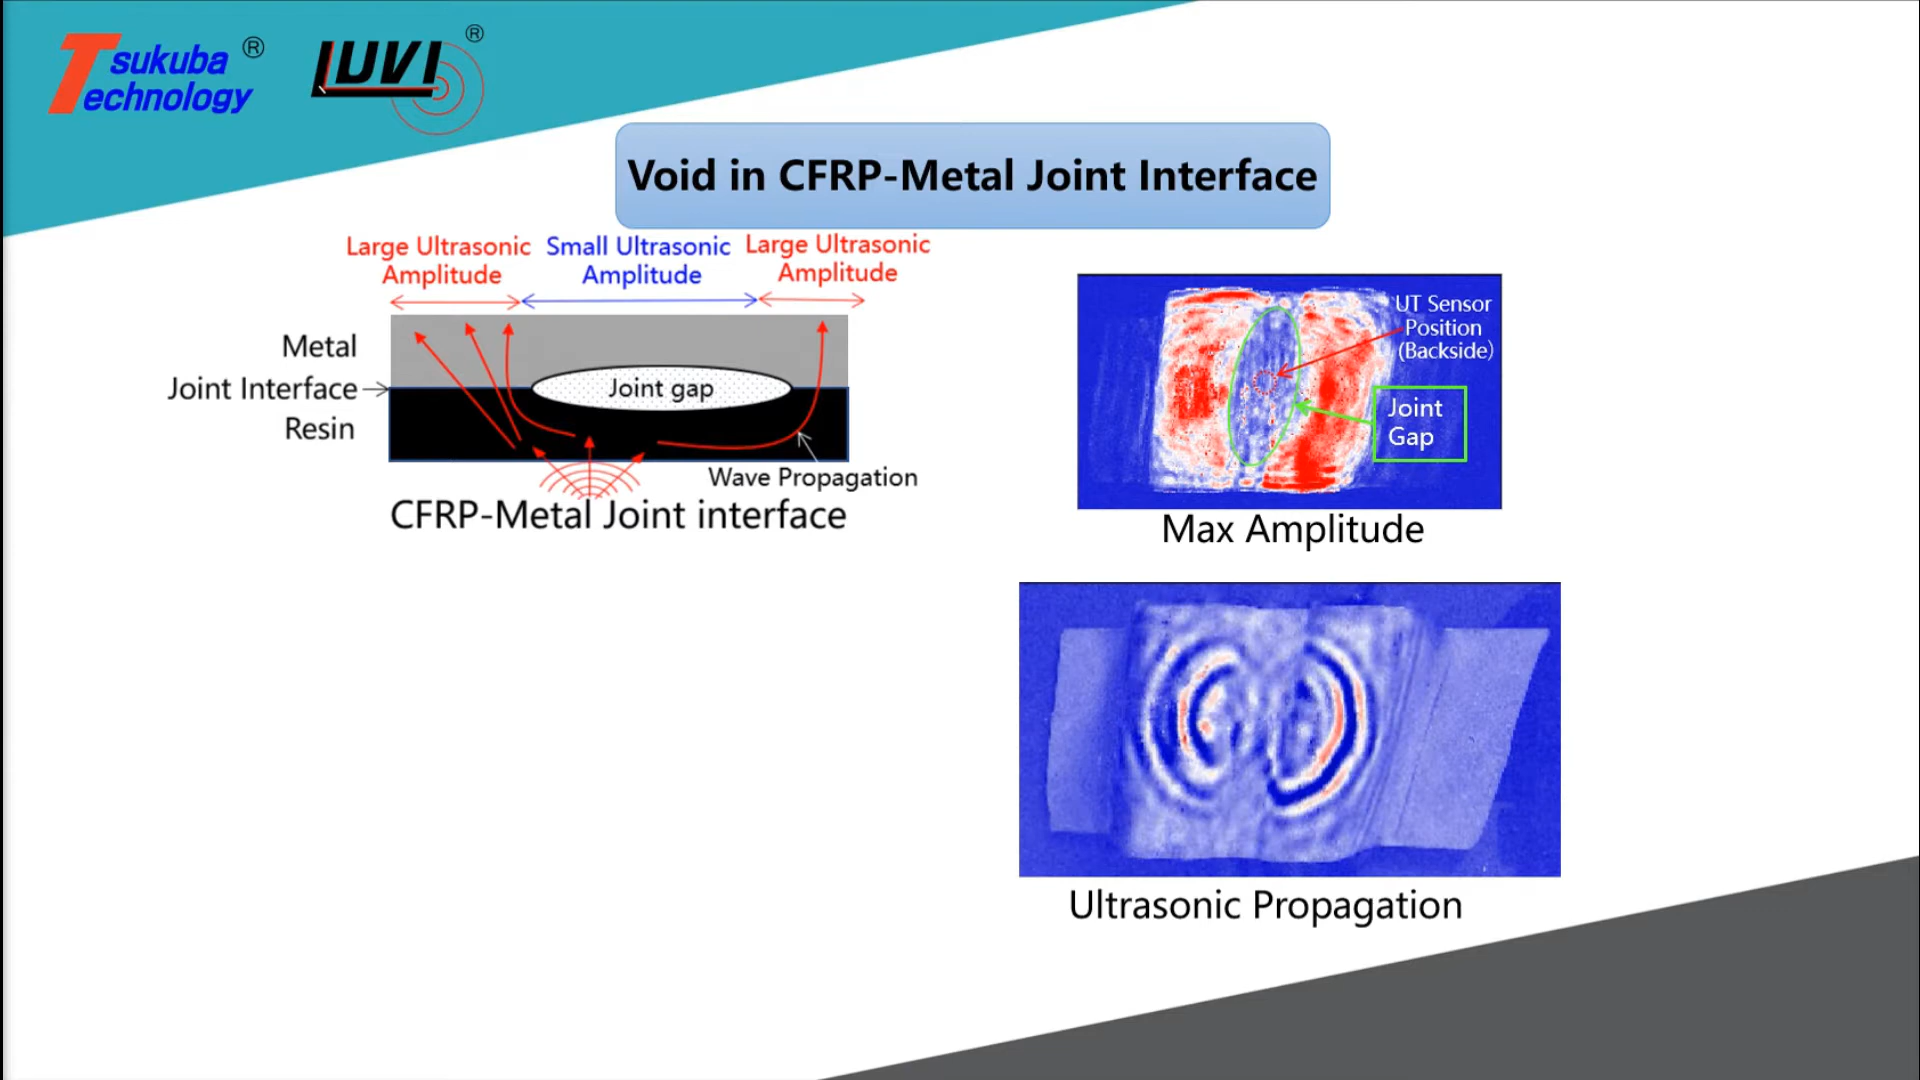 Tsukuba ®
Technology
LUVI ®
Void in CFRP-Metal Joint Interface
Large Ultrasonic
Amplitude
Small Ultrasonic
Amplitude
Large Ultrasonic
Amplitude
Metal
Joint Interface
Resin
Joint gap
Wave Propagation
CFRP-Metal Joint interface
UT Sensor
Position
(Backside)
Joint
Gap
Max Amplitude
Ultrasonic Propagation